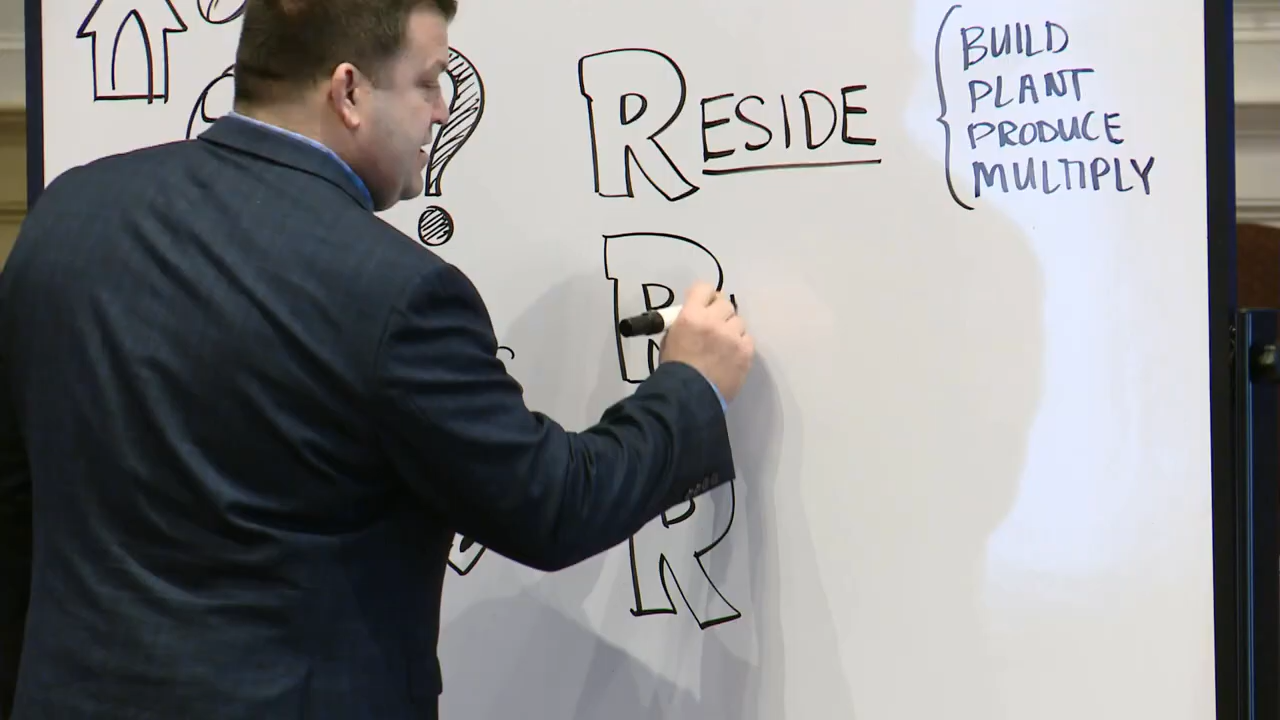 ?
RESIDE
BUILD
PLANT
PRODUCE
MULTIPLY
R
R